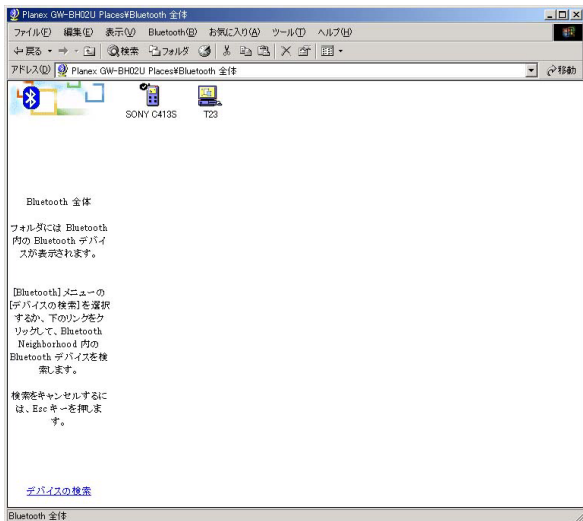 Planex GW-BH02U Places¥Bluetooth 全体
ファイル(F) 編集(E) 表示(V) Bluetooth(B) お気に入り(A) ツール(T) ヘルプ(H)
戻る 検索 フォルダ
アドレス(D) Planex GW-BH02U Places¥Bluetooth 全体 移動
SONY C413S T23
Bluetooth 全体
フォルダには Bluetooth
内の Bluetooth デバイ
スが表示されます。
[Bluetooth]メニューの
[デバイスの検索]を選択
するか、下のリンクをク
リックして、Bluetooth
Neighborhood 内の
Bluetooth デバイスを検
索します。
検索をキャンセルするに
は、Esc キーを押しま
す。
デバイスの検索
Bluetooth 全体